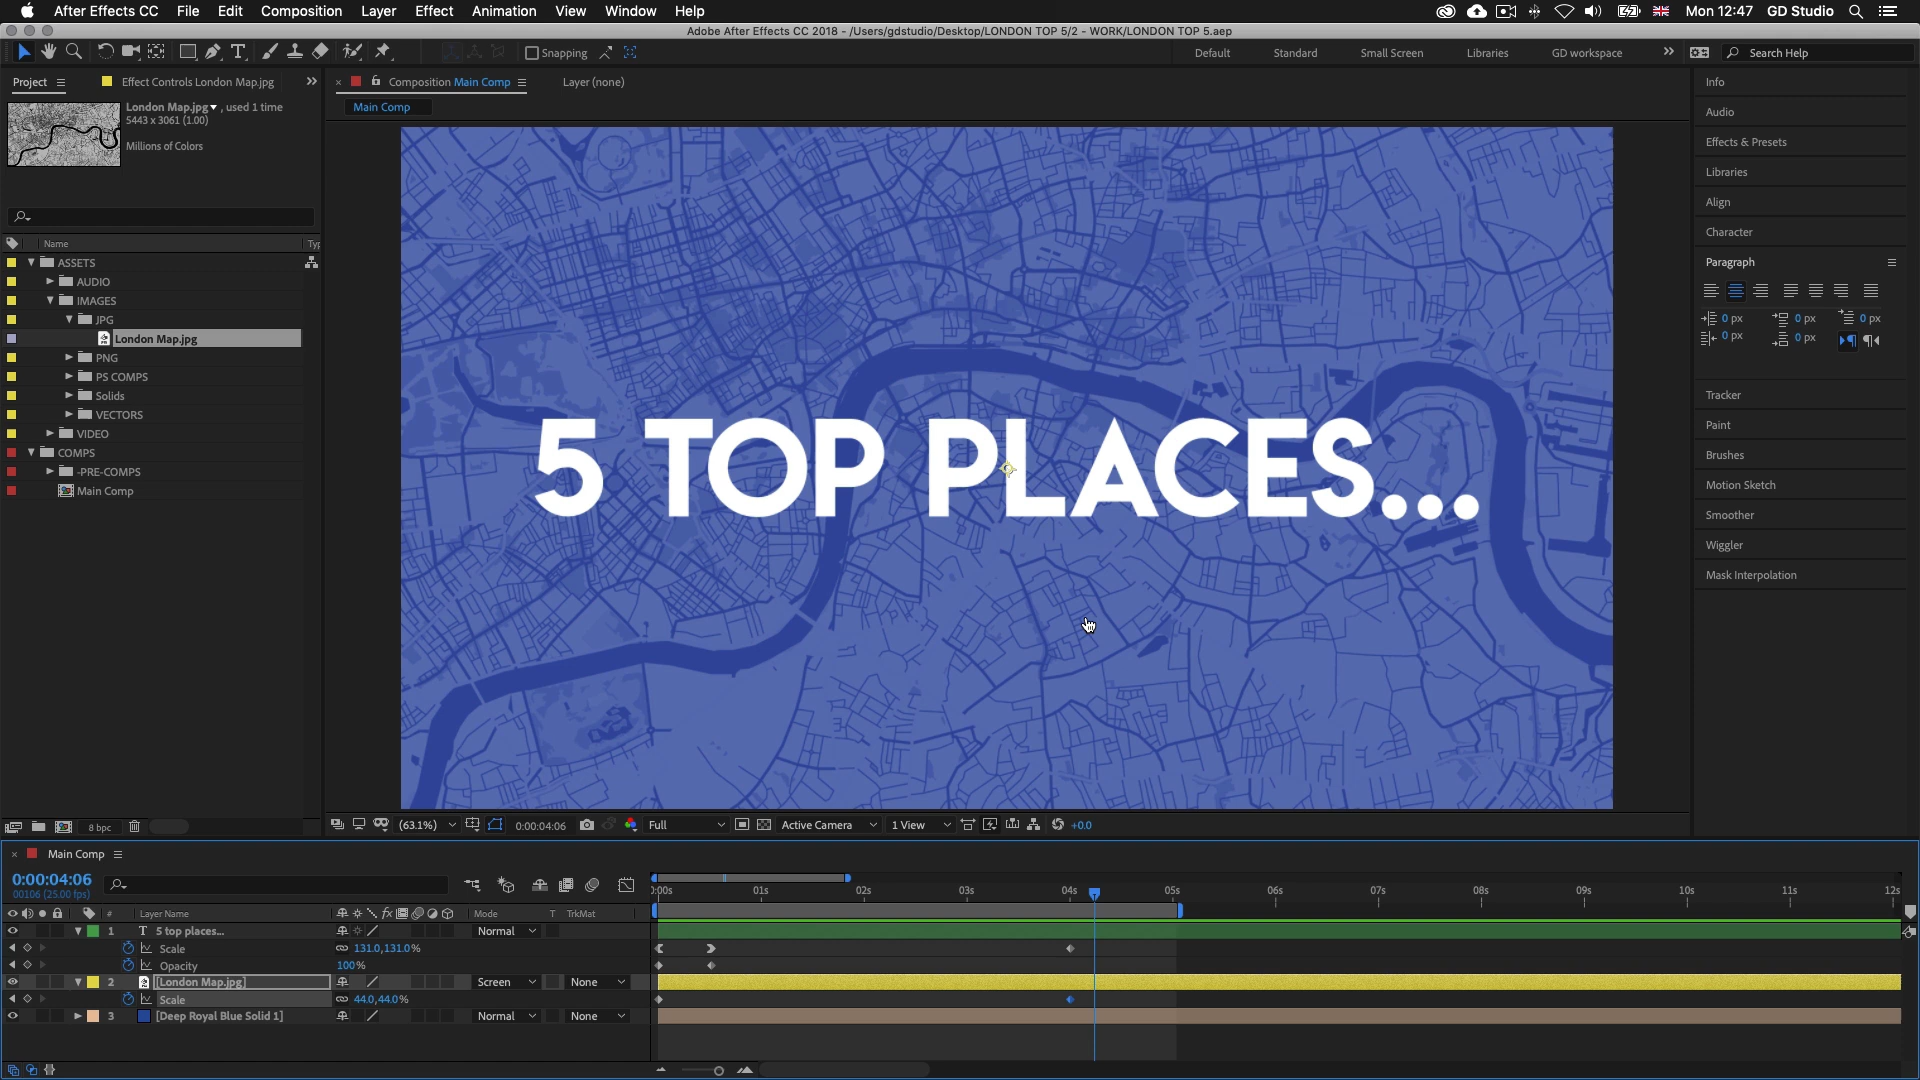 After Effects CC File Edit Composition Layer Effect Animation View Window Help Mon 12:47 GD Studio
Adobe After Effects CC 2018 - /Users/gdstudio/Desktop/LONDON TOP 5/2 - WORK/LONDON TOP 5.aep
Snapping Default Standard Small Screen Libraries GD workspace Search Help
Project Effect Controls London Map.jpg Composition Main Comp Layer (none) Info
London Map.jpg , used 1 time Main Comp
5443 x 3061 (1.00) Audio
Millions of Colors Effects & Presets
Libraries
Align
Character
Name Typ
ASSETS
AUDIO
IMAGES
JPG
London Map.jpg
PNG
PS COMPS
Solids
VECTORS
VIDEO
COMPS
-PRE-COMPS
Main Comp
5 TOP PLACES...
Paragraph
0 px 0 px 0 px
0 px 0 px
Tracker
Paint
Brushes
Motion Sketch
Smoother
Wiggler
Mask Interpolation
8 bpc (63.1%) 0:00:04:06 Full Active Camera 1 View +0.0
Main Comp
0:00:04:06
00106 (25.00 fps)
0:00s 01s 02s 03s 04s 05s 06s 07s 08s 09s 10s 11s 12s
# Layer Name fx Mode T TrkMat
1 T 5 top places... Normal
Scale 131.0,131.0%
Opacity 100%
2 [London Map.jpg] Screen None
Scale 44.0,44.0%
3 [Deep Royal Blue Solid 1] Normal None